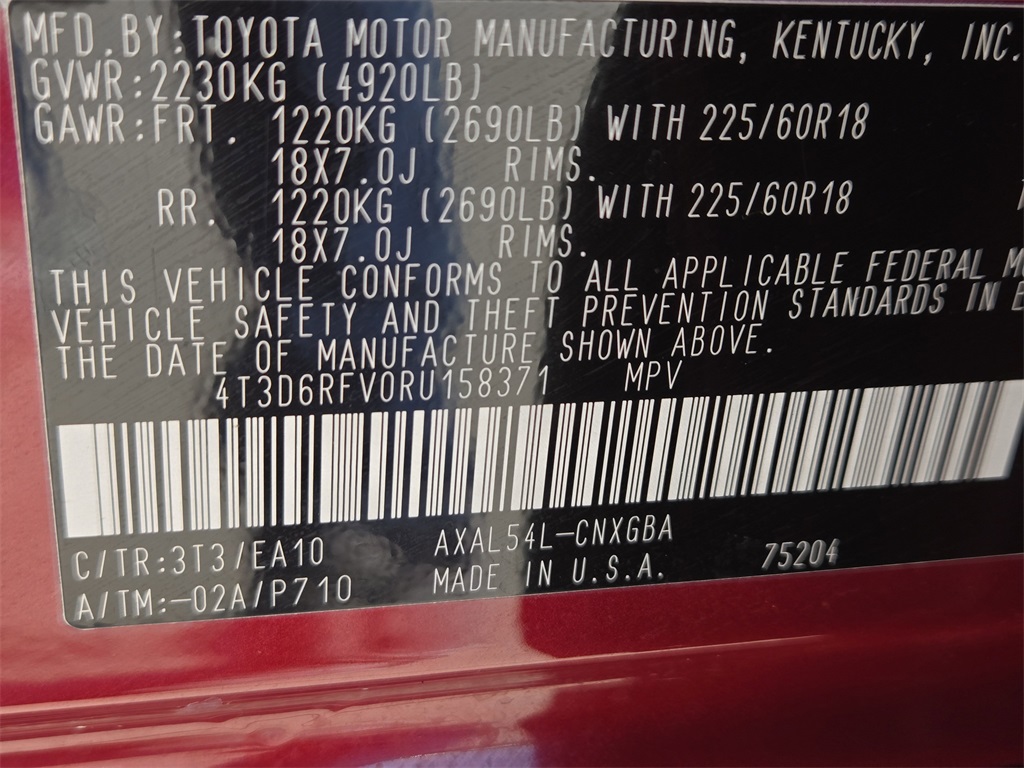 MFD.BY:TOYOTA MOTOR MANUFACTURING, KENTUCKY, INC.
GVWR:2230KG (4920LB)
GAWR:FRT. 1220KG (2690LB) WITH 225/60R18
18X7.0J RIMS.
RR. 1220KG (2690LB) WITH 225/60R18
18X7.0J RIMS.
THIS VEHICLE CONFORMS TO ALL APPLICABLE FEDERAL
VEHICLE SAFETY AND THEFT PREVENTION STANDARDS IN
THE DATE OF MANUFACTURE SHOWN ABOVE.
4T3D6RFV0RU158371 MPV
C/TR:3T3/EA10 AXAL54L-CNXGBA 75204
A/TM:-02A/P710 MADE IN U.S.A.